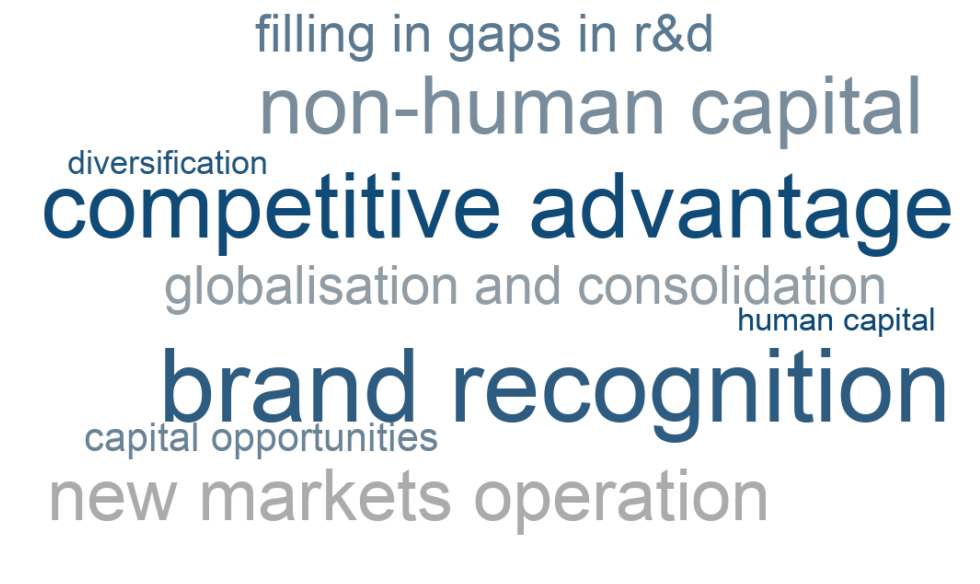 filling in gaps in r&d
non-human capital
diversification
competitive advantage
globalisation and consolidation
human capital
brand recognition
capital opportunities
new markets operation